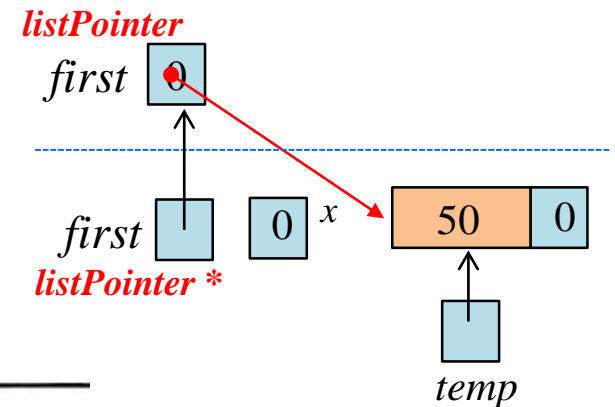 listPointer
first 0
first 0 x 50 0
listPointer *
temp